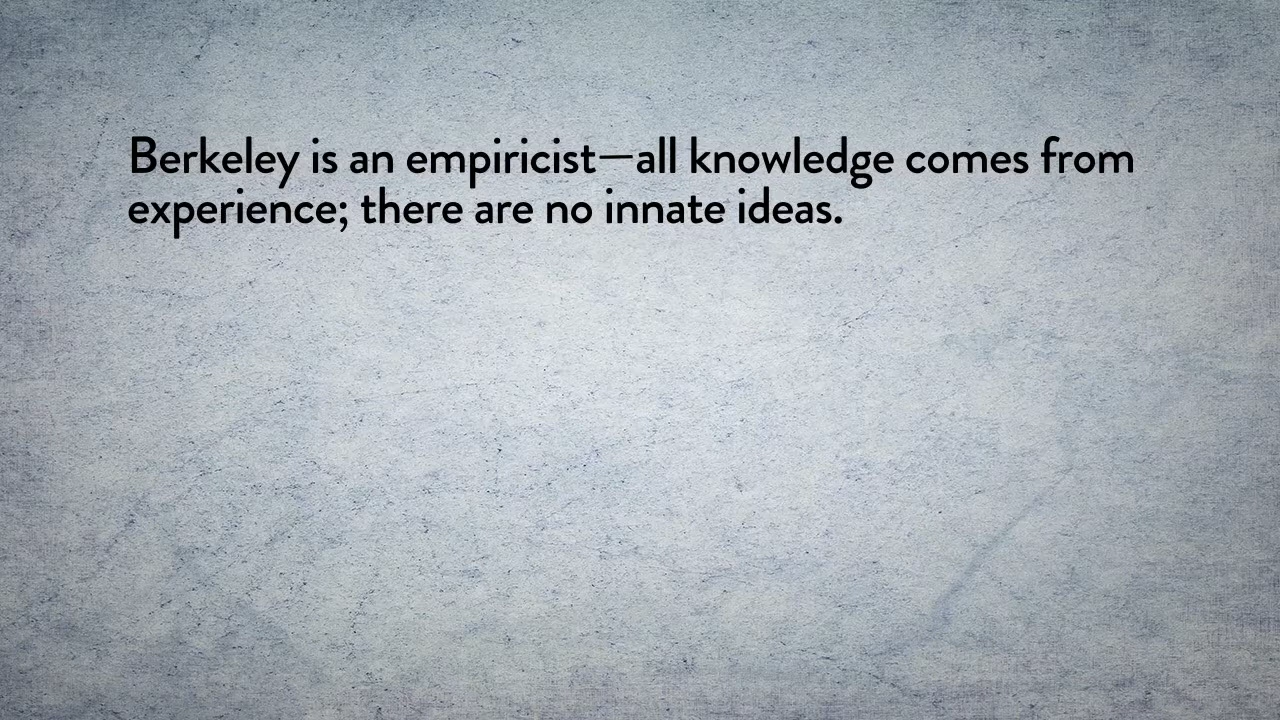 Berkeley is an empiricist—all knowledge comes from
experience; there are no innate ideas.